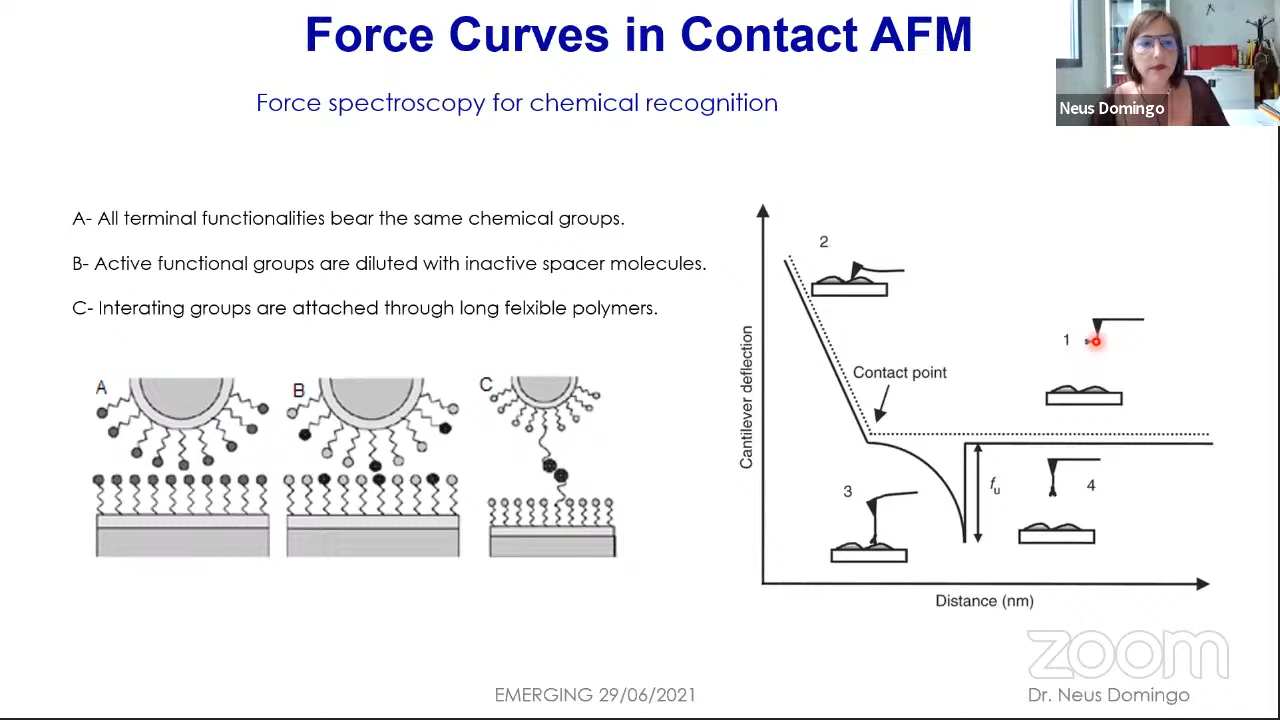 Force Curves in Contact AFM
Neus Domingo
Force spectroscopy for chemical recognition
A- All terminal functionalities bear the same chemical groups.
B- Active functional groups are diluted with inactive spacer molecules.
C- Interating groups are attached through long felxible polymers.
A
B
C
Cantilever deflection
2
1
Contact point
3
fu
4
Distance (nm)
zoom
EMERGING 29/06/2021
Dr. Neus Domingo